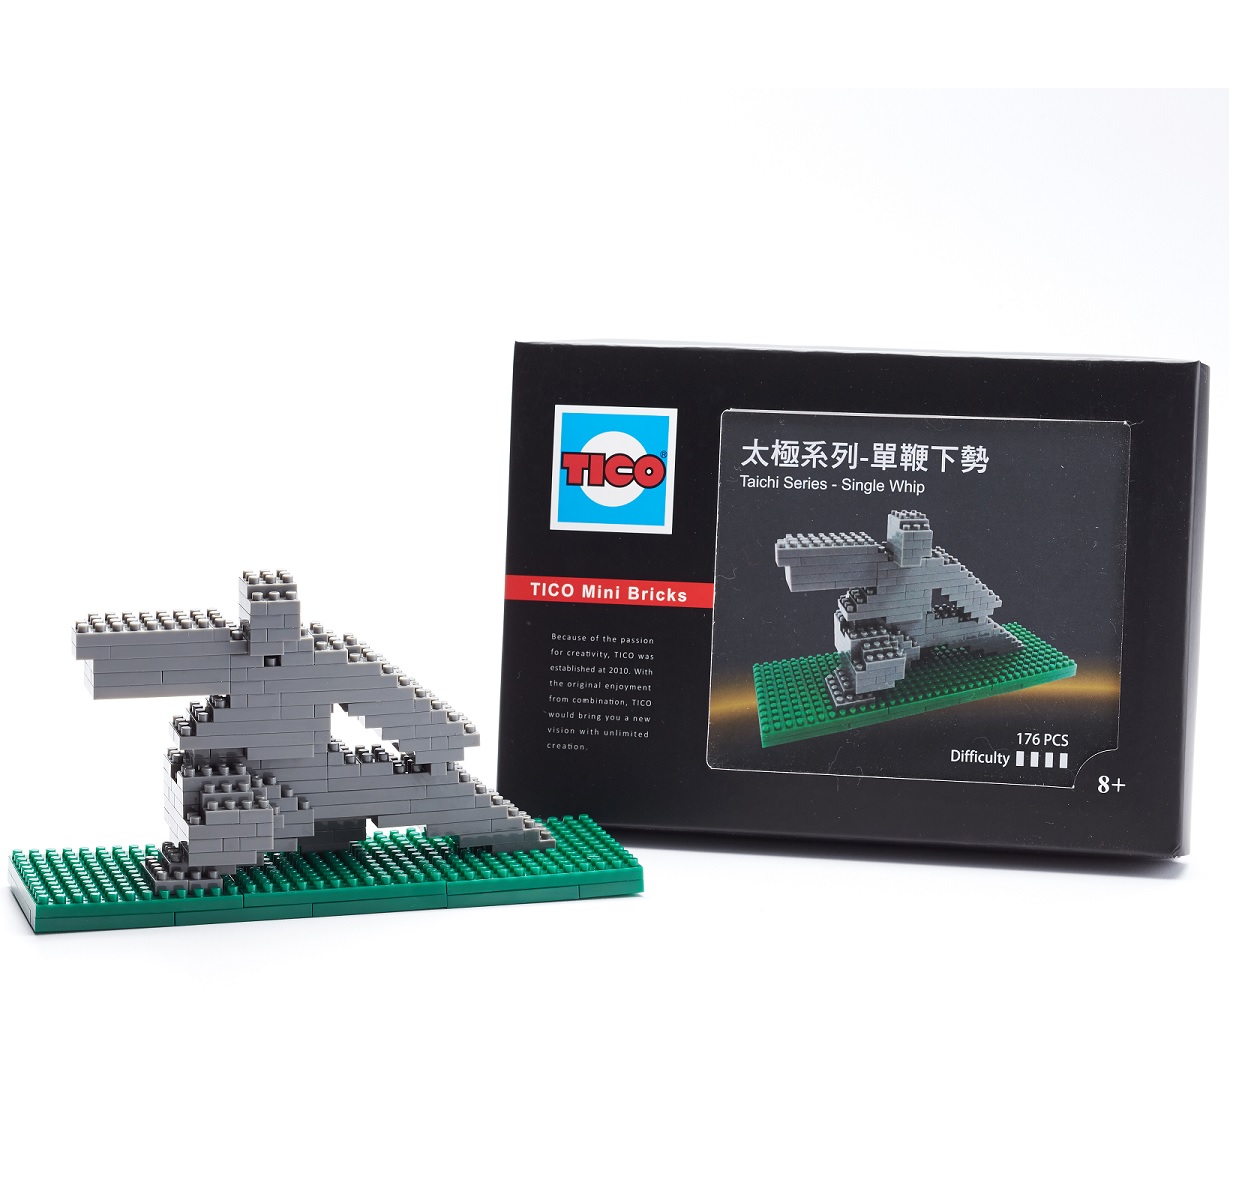 TICO®
TICO Mini Bricks
Because of the passion
for creativity, TICO was
established at 2010. With
the original enjoyment
from combination, TICO
would bring you a new
vision with unlimited
creation.
太極系列-單鞭下勢
Taichi Series - Single Whip
176 PCS
Difficulty
8+